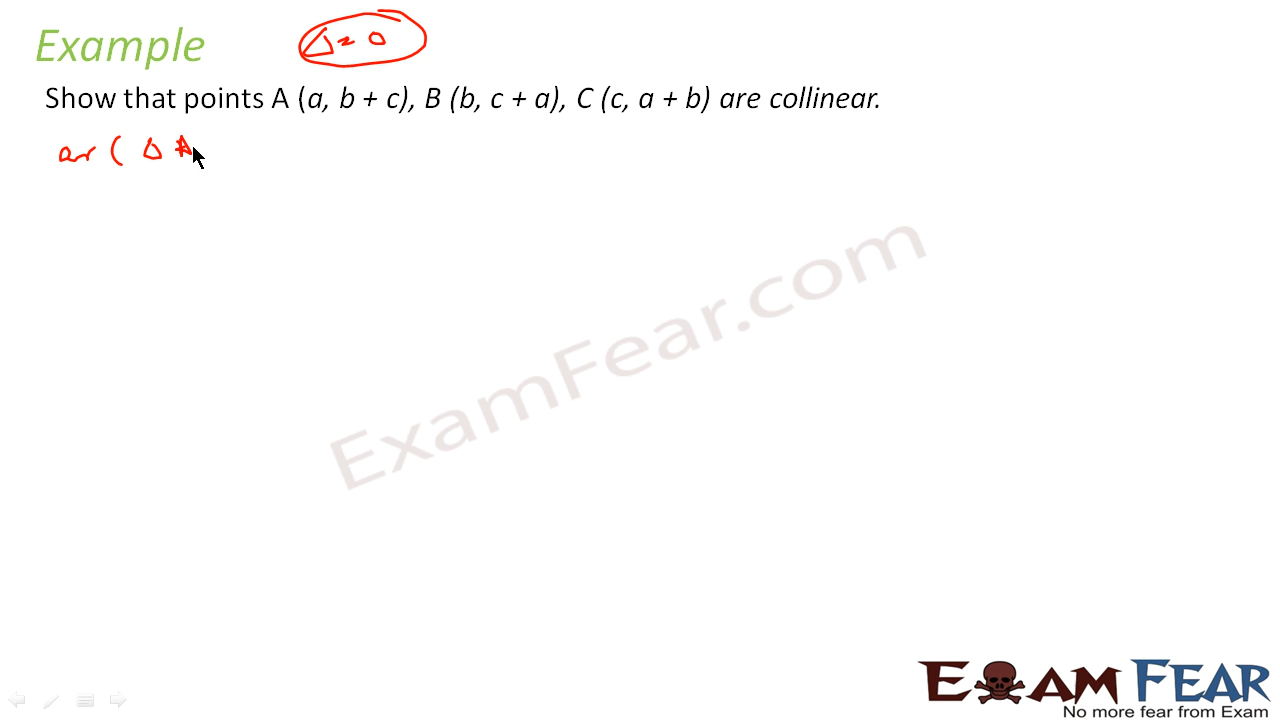 Example
Δ = 0
Show that points A (a, b + c), B (b, c + a), C (c, a + b) are collinear.
ar ( Δ A
ExamFear.com
EXAM FEAR
No more fear from Exam